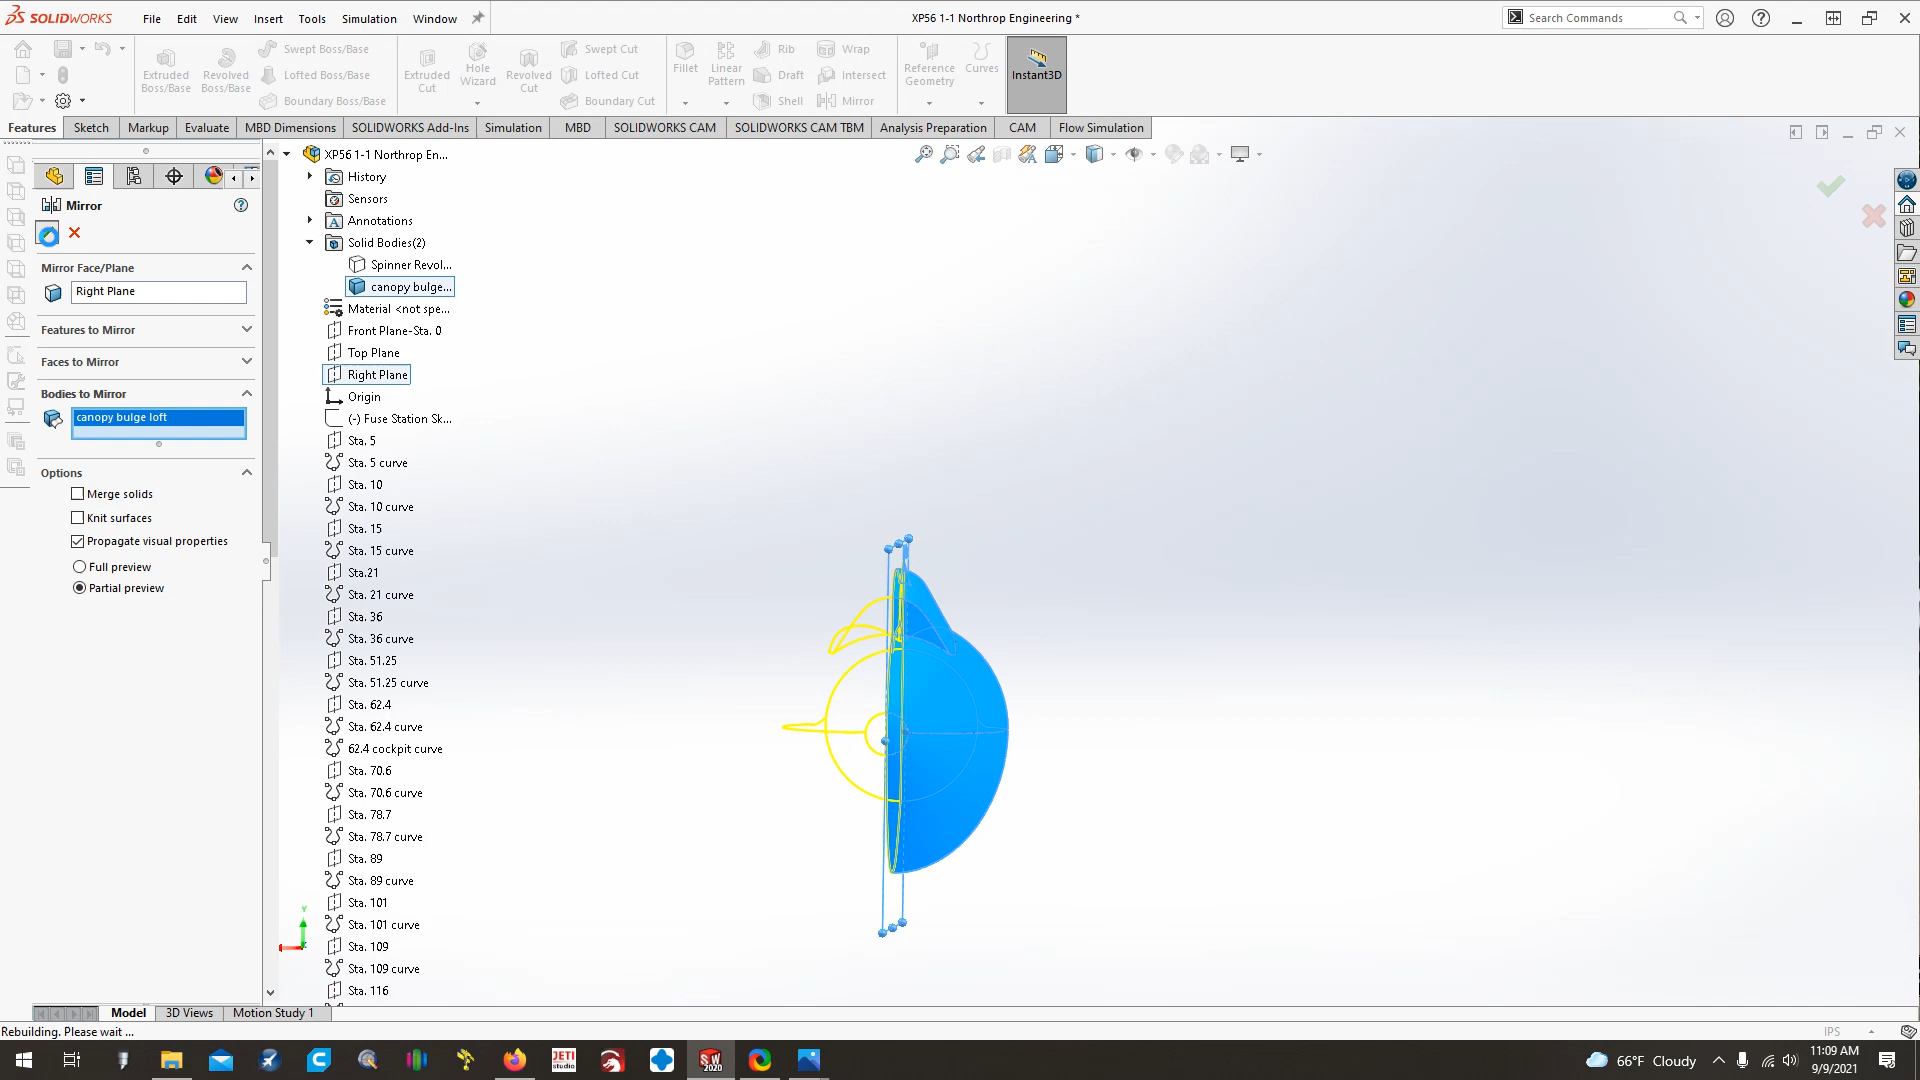 SOLIDWORKS File Edit View Insert Tools Simulation Window XP56 1-1 Northrop Engineering * Search Commands
Extruded Boss/Base
Revolved Boss/Base
Swept Boss/Base
Lofted Boss/Base
Boundary Boss/Base
Extruded Cut
Hole Wizard
Revolved Cut
Swept Cut
Lofted Cut
Boundary Cut
Fillet
Linear Pattern
Rib
Draft
Shell
Wrap
Intersect
Mirror
Reference Geometry
Curves
Instant3D
Features Sketch Markup Evaluate MBD Dimensions SOLIDWORKS Add-Ins Simulation MBD SOLIDWORKS CAM SOLIDWORKS CAM TBM Analysis Preparation CAM Flow Simulation
Mirror
Mirror Face/Plane
Right Plane
Features to Mirror
Faces to Mirror
Bodies to Mirror
canopy bulge loft
Options
Merge solids
Knit surfaces
Propagate visual properties
Full preview
Partial preview
XP56 1-1 Northrop En...
History
Sensors
Annotations
Solid Bodies(2)
Spinner Revol...
canopy bulge...
Material <not spe...
Front Plane-Sta. 0
Top Plane
Right Plane
Origin
(-) Fuse Station Sk...
Sta. 5
Sta. 5 curve
Sta. 10
Sta. 10 curve
Sta. 15
Sta. 15 curve
Sta.21
Sta. 21 curve
Sta. 36
Sta. 36 curve
Sta. 51.25
Sta. 51.25 curve
Sta. 62.4
Sta. 62.4 curve
62.4 cockpit curve
Sta. 70.6
Sta. 70.6 curve
Sta. 78.7
Sta. 78.7 curve
Sta. 89
Sta. 89 curve
Sta. 101
Sta. 101 curve
Sta. 109
Sta. 109 curve
Sta. 116
Y
Model 3D Views Motion Study 1
Rebuilding. Please wait ... IPS
JETI studio
SW 2020
66°F Cloudy
11:09 AM
9/9/2021